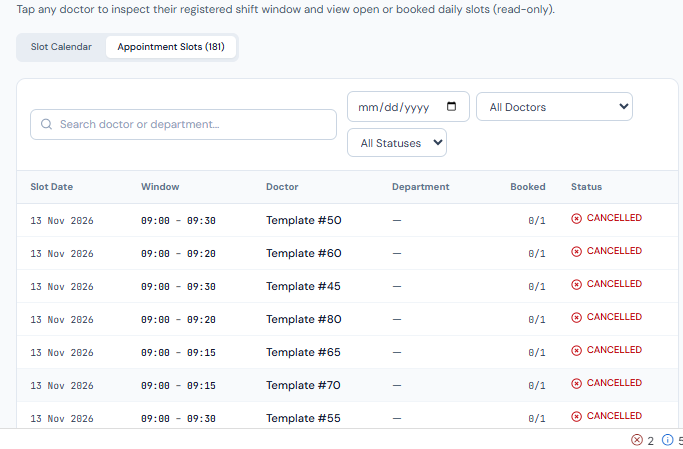 Tap any doctor to inspect their registered shift window and view open or booked daily slots (read-only).
Slot Calendar Appointment Slots (181)
Search doctor or department... mm/dd/yyyy All Doctors
All Statuses
Slot Date Window Doctor Department Booked Status
13 Nov 2026 09:00 – 09:30 Template #50 — 0/1 CANCELLED
13 Nov 2026 09:00 – 09:20 Template #60 — 0/1 CANCELLED
13 Nov 2026 09:00 – 09:30 Template #45 — 0/1 CANCELLED
13 Nov 2026 09:00 – 09:20 Template #80 — 0/1 CANCELLED
13 Nov 2026 09:00 – 09:15 Template #65 — 0/1 CANCELLED
13 Nov 2026 09:00 – 09:15 Template #70 — 0/1 CANCELLED
13 Nov 2026 09:00 – 09:30 Template #55 — 0/1 CANCELLED
2 5